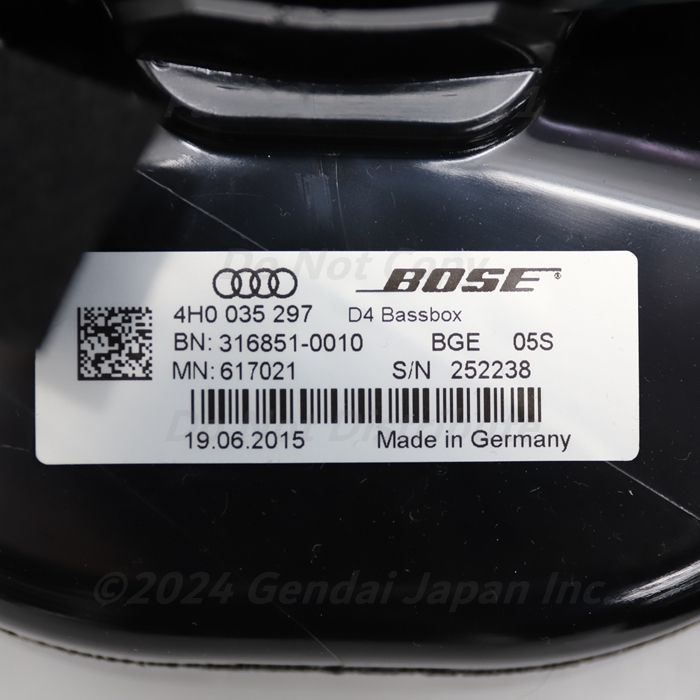 Do Not Copy
BOSE®
4H0 035 297 D4 Bassbox
BN: 316851-0010 BGE 05S
MN: 617021 S/N 252238
19.06.2015 Made in Germany
©2024 Gendai Japan Inc.